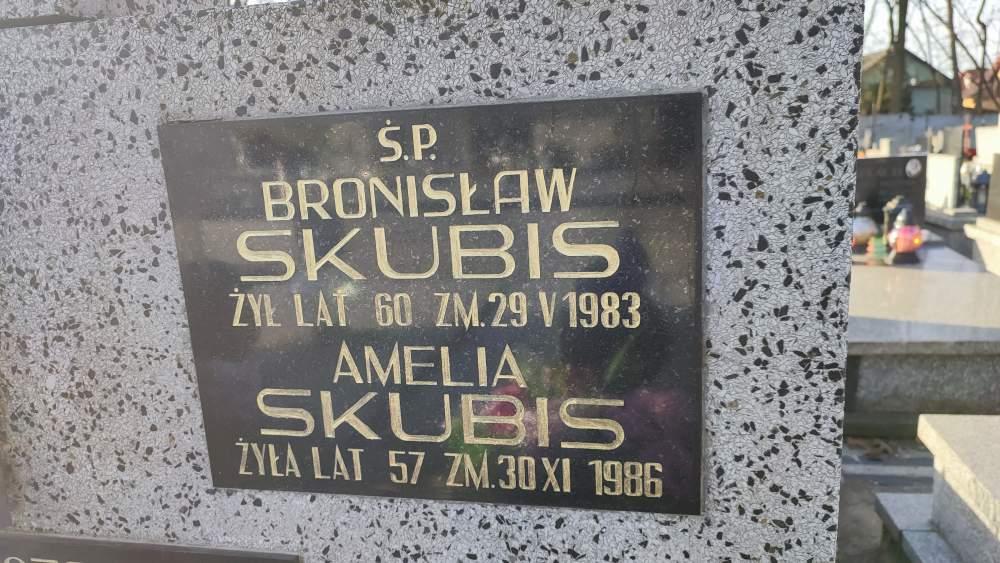 Ś.P.
BRONISŁAW
SKUBIS
ŻYŁ LAT 60 ZM. 29 V 1983
AMELIA
SKUBIS
ŻYŁA LAT 57 ZM. 30 XI 1986